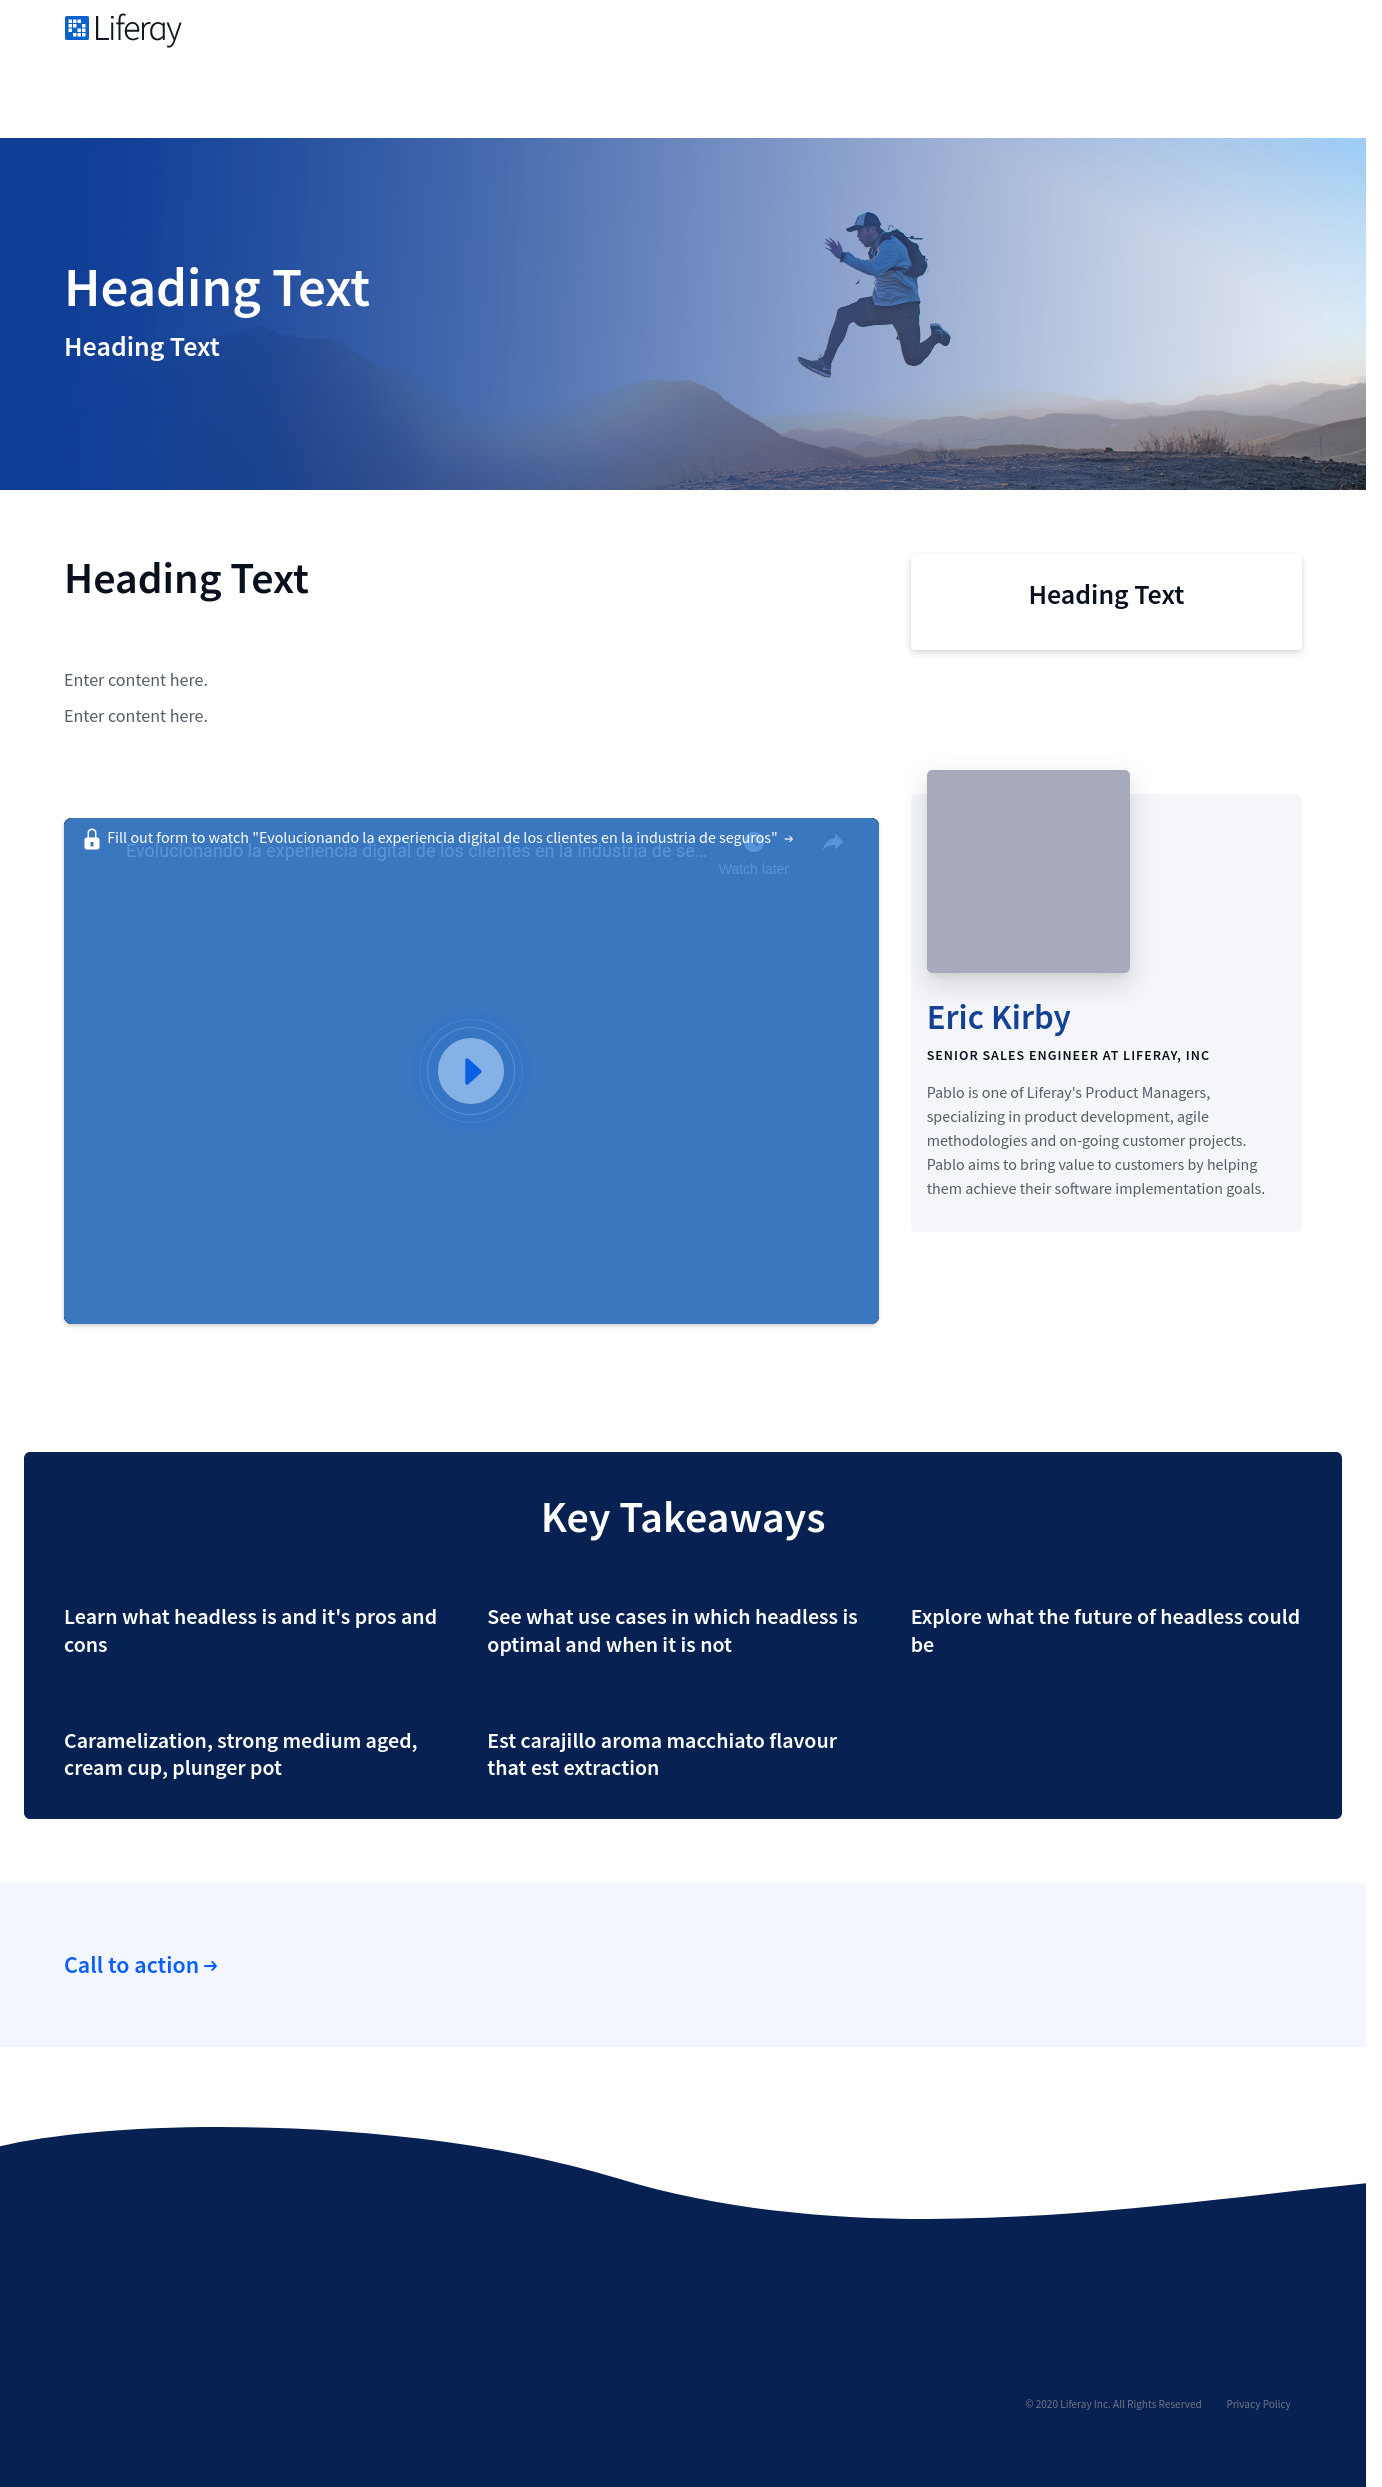 Liferay
Heading Text
Heading Text
Heading Text
Enter content here.
Enter content here.
Heading Text
Fill out form to watch "Evolucionando la experiencia digital de los clientes en la industria de seguros" →
Evolucionando la experiencia digital de los clientes en la industria de se...
Watch later
Eric Kirby
SENIOR SALES ENGINEER AT LIFERAY, INC
Pablo is one of Liferay's Product Managers,
specializing in product development, agile
methodologies and on-going customer projects.
Pablo aims to bring value to customers by helping
them achieve their software implementation goals.
Key Takeaways
Learn what headless is and it's pros and
cons
See what use cases in which headless is
optimal and when it is not
Explore what the future of headless could
be
Caramelization, strong medium aged,
cream cup, plunger pot
Est carajillo aroma macchiato flavour
that est extraction
Call to action →
© 2020 Liferay Inc. All Rights Reserved Privacy Policy